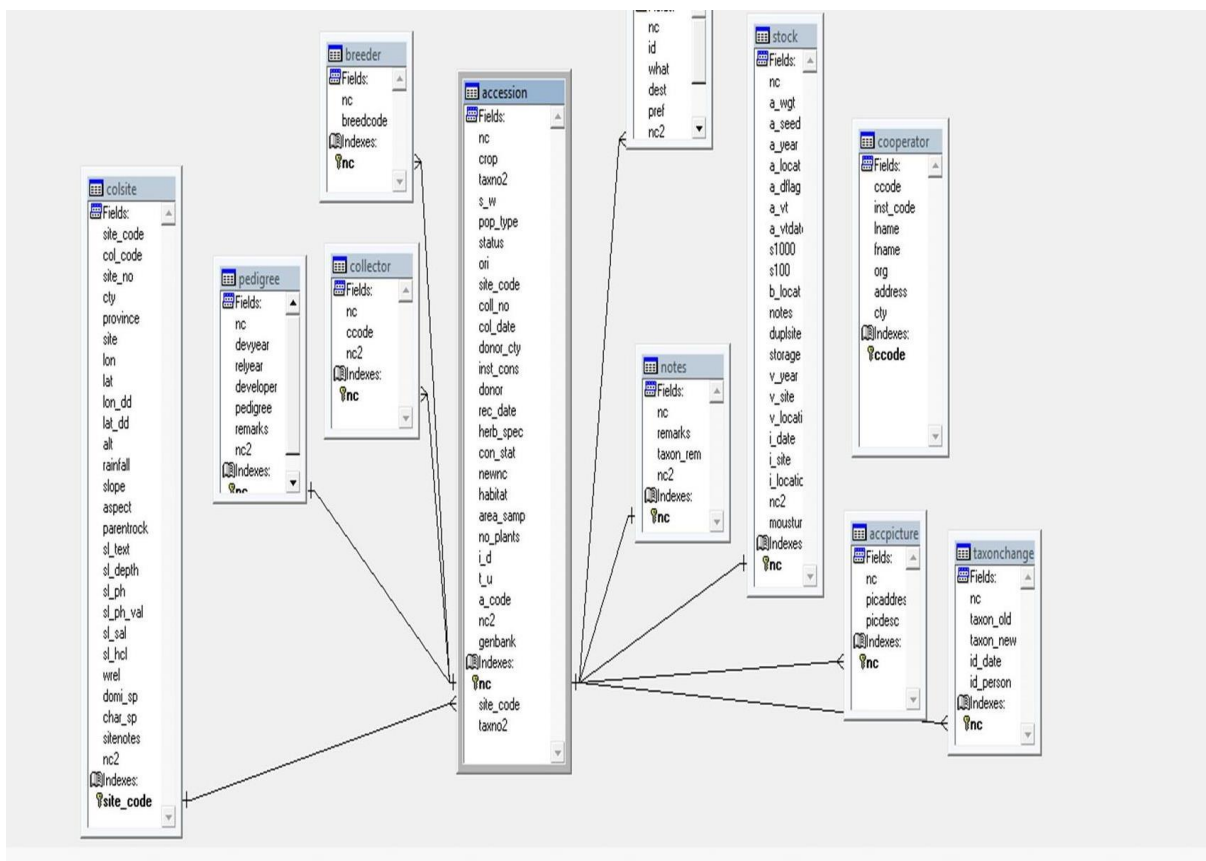 colsite
Fields:
site_code
col_code
site_no
cty
province
site
lon
lat
lon_dd
lat_dd
alt
rainfall
slope
aspect
parentrock
sl_text
sl_depth
sl_ph
sl_ph_val
sl_sal
sl_hcl
wrel
domi_sp
char_sp
sitenotes
nc2
Indexes:
site_code
pedigree
Fields:
nc
devyear
relyear
developer
pedigree
remarks
nc2
Indexes:
nc
breeder
Fields:
nc
breedcode
Indexes:
nc
collector
Fields:
nc
ccode
nc2
Indexes:
nc
accession
Fields:
nc
crop
taxno2
s_w
pop_type
status
ori
site_code
coll_no
col_date
donor_cty
inst_cons
donor
rec_date
herb_spec
con_stat
newnc
habitat
area_samp
no_plants
i_d
t_u
a_code
nc2
genbank
Indexes:
nc
site_code
taxno2
nc
id
what
dest
pref
nc2
notes
Fields:
nc
remarks
taxon_rem
nc2
Indexes:
nc
stock
Fields:
nc
a_wgt
a_seed
a_year
a_locat
a_dflag
a_vt
a_vtdat
s1000
s100
b_locat
notes
duplsite
storage
v_year
v_site
v_locati
i_date
i_site
i_locatic
nc2
moustur
Indexes
nc
cooperator
Fields:
ccode
inst_code
lname
fname
org
address
cty
Indexes:
ccode
accpicture
Fields:
nc
picaddres
picdesc
Indexes:
nc
taxonchange
Fields:
nc
taxon_old
taxon_new
id_date
id_person
Indexes:
nc